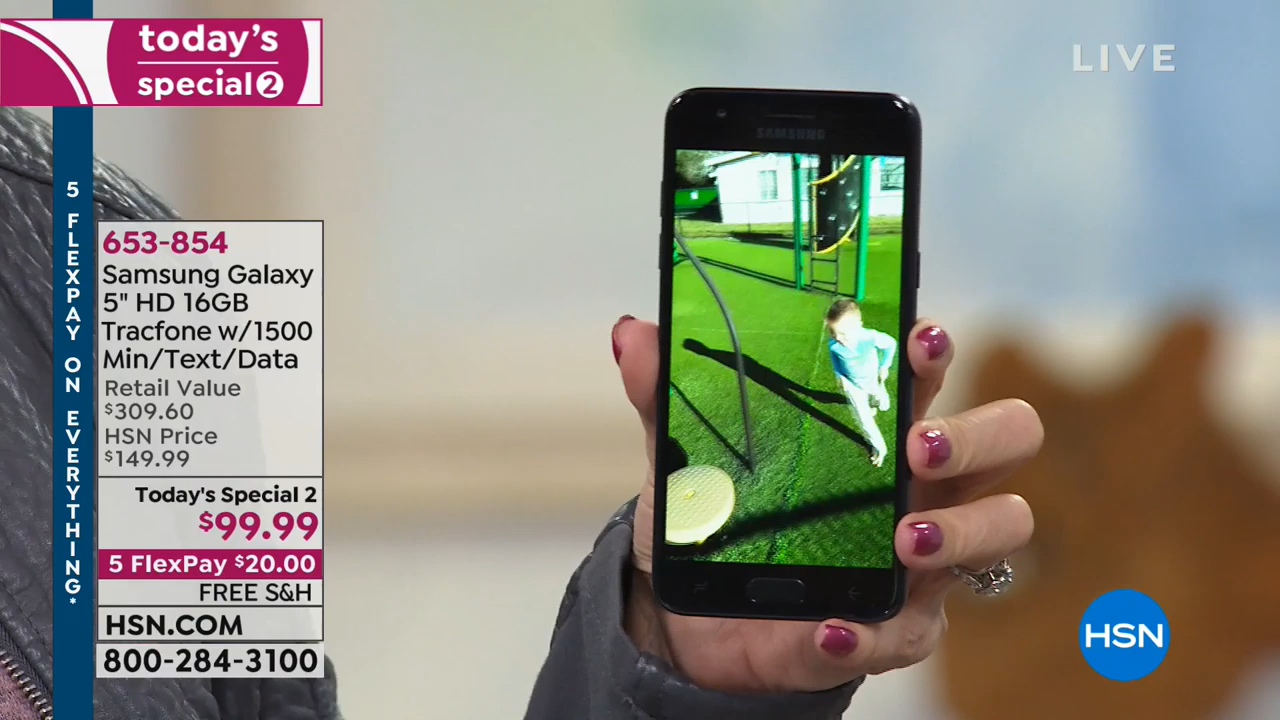 today's
special 2
LIVE
SAMSUNG
5 FLEXPAY ON EVERYTHING*
653-854
Samsung Galaxy
5" HD 16GB
Tracfone w/1500
Min/Text/Data
Retail Value
$309.60
HSN Price
$149.99
Today's Special 2
$99.99
5 FlexPay $20.00
FREE S&H
HSN.COM
800-284-3100
HSN